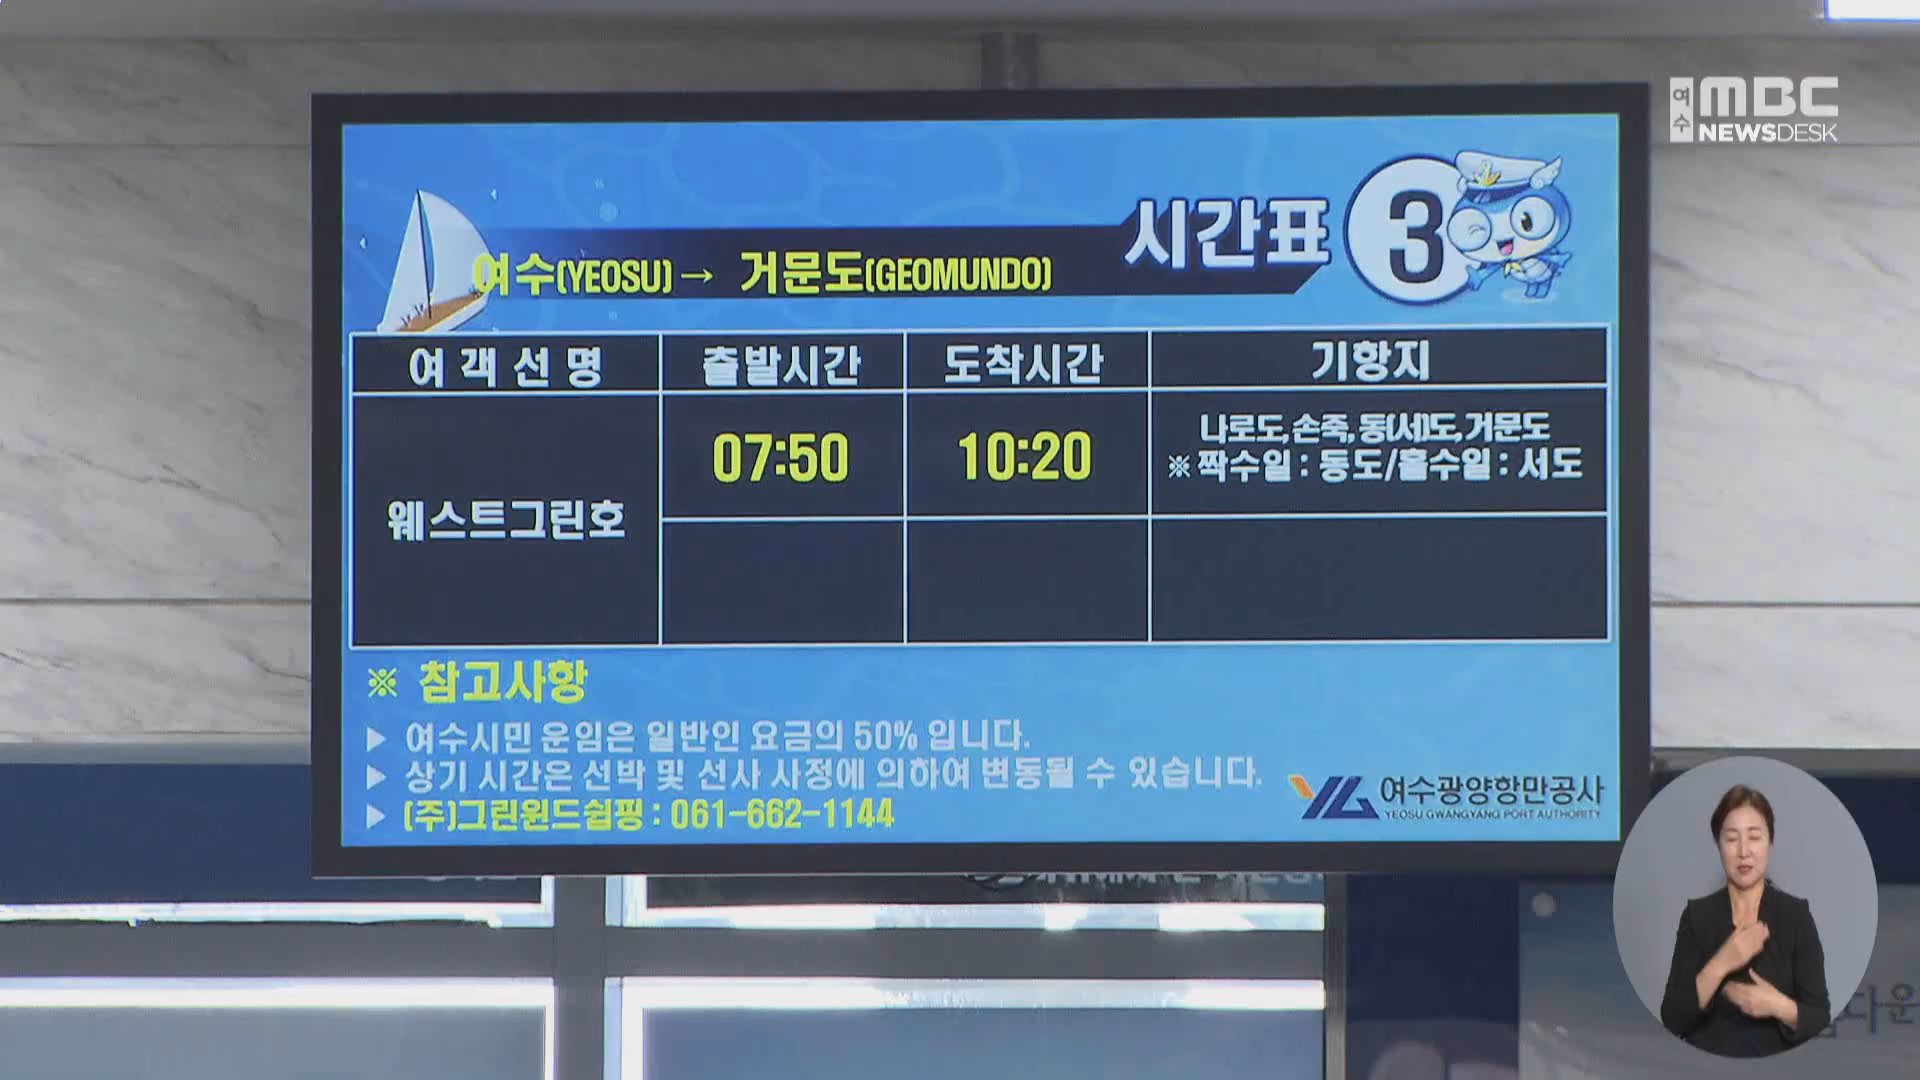 여수 MBC
NEWSDESK
시간표 3
여수(YEOSU) → 거문도(GEOMUNDO)
여객선명 출발시간 도착시간 기항지
웨스트그린호 07:50 10:20 나로도, 손죽, 동(서)도, 거문도
※ 짝수일 : 동도/홀수일 : 서도
※ 참고사항
▶ 여수시민 운임은 일반인 요금의 50% 입니다.
▶ 상기 시간은 선박 및 선사 사정에 의하여 변동될 수 있습니다.
▶ (주)그린윈드쉽핑 : 061-662-1144
여수광양항만공사
YEOSU GWANGYANG PORT AUTHORITY